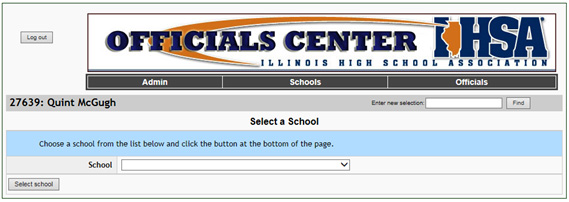 Log out
OFFICIALS CENTER IHSA
ILLINOIS HIGH SCHOOL ASSOCIATION
Admin Schools Officials
27639: Quint McGugh Enter new selection: Find
Select a School
Choose a school from the list below and click the button at the bottom of the page.
School
Select school